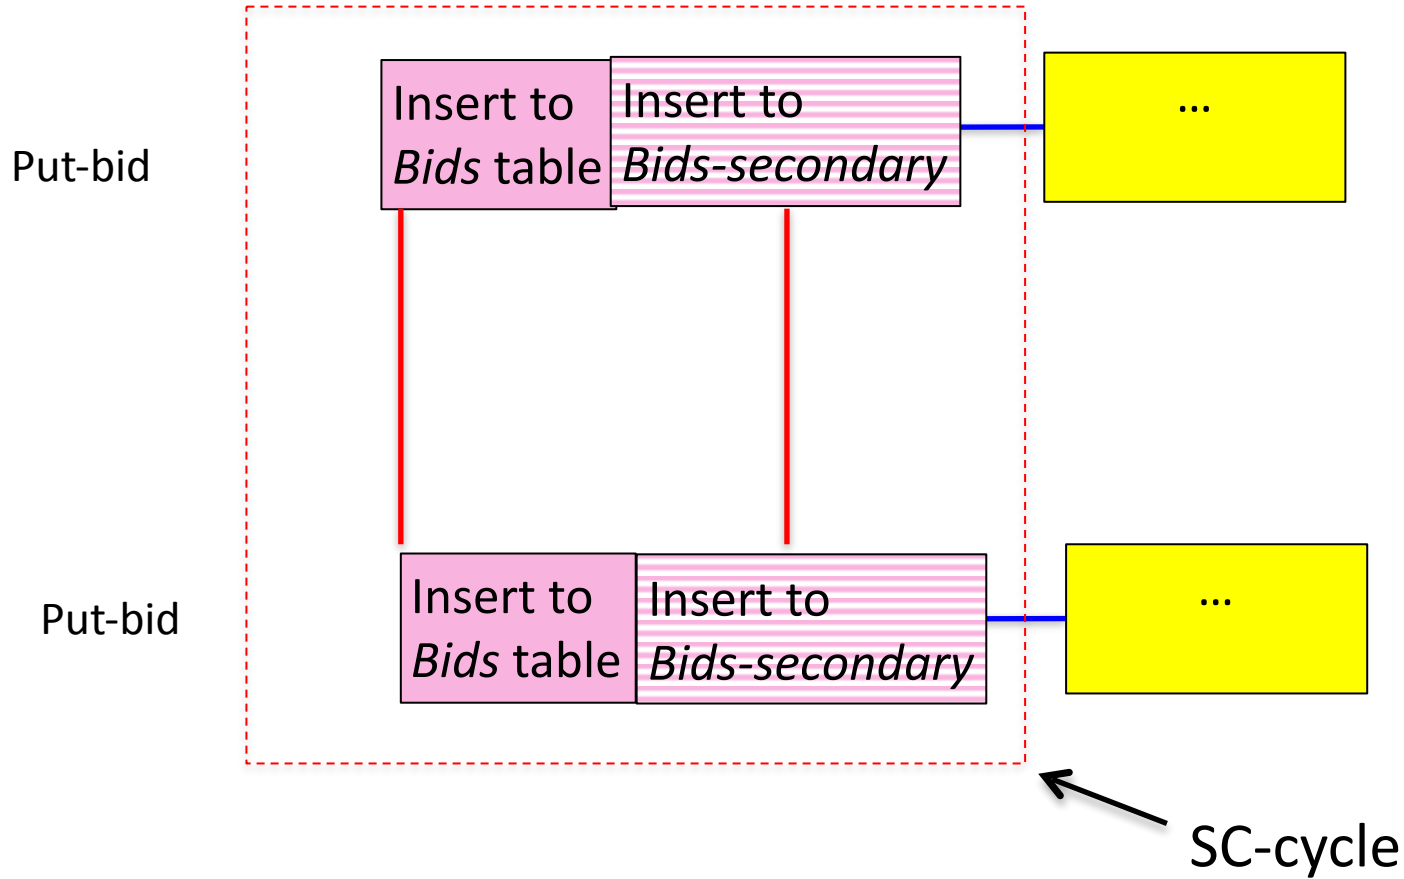 Put-bid
Insert to
Bids table
Insert to
Bids-secondary
...
Put-bid
Insert to
Bids table
Insert to
Bids-secondary
...
SC-cycle